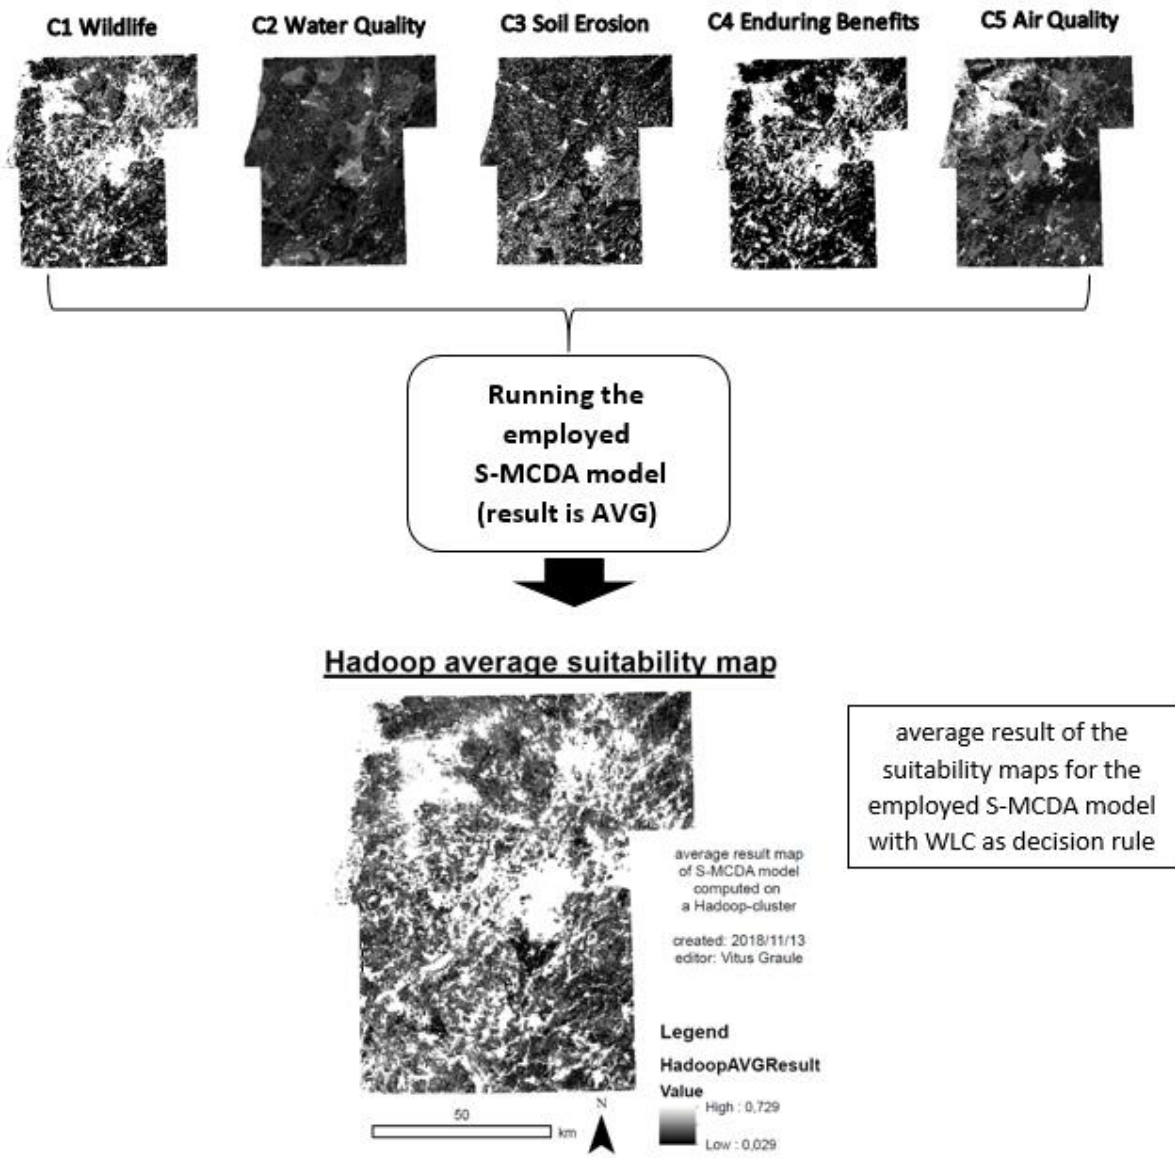 C1 Wildlife
C2 Water Quality
C3 Soil Erosion
C4 Enduring Benefits
C5 Air Quality
Running the
employed
S-MCDA model
(result is AVG)
Hadoop average suitability map
average result of the
suitability maps for the
employed S-MCDA model
with WLC as decision rule
average result map
of S-MCDA model
computed on
a Hadoop-cluster
created: 2018/11/13
editor: Vitus Graule
Legend
HadoopAVGResult
Value
High : 0,729
Low : 0,029
50
km
N